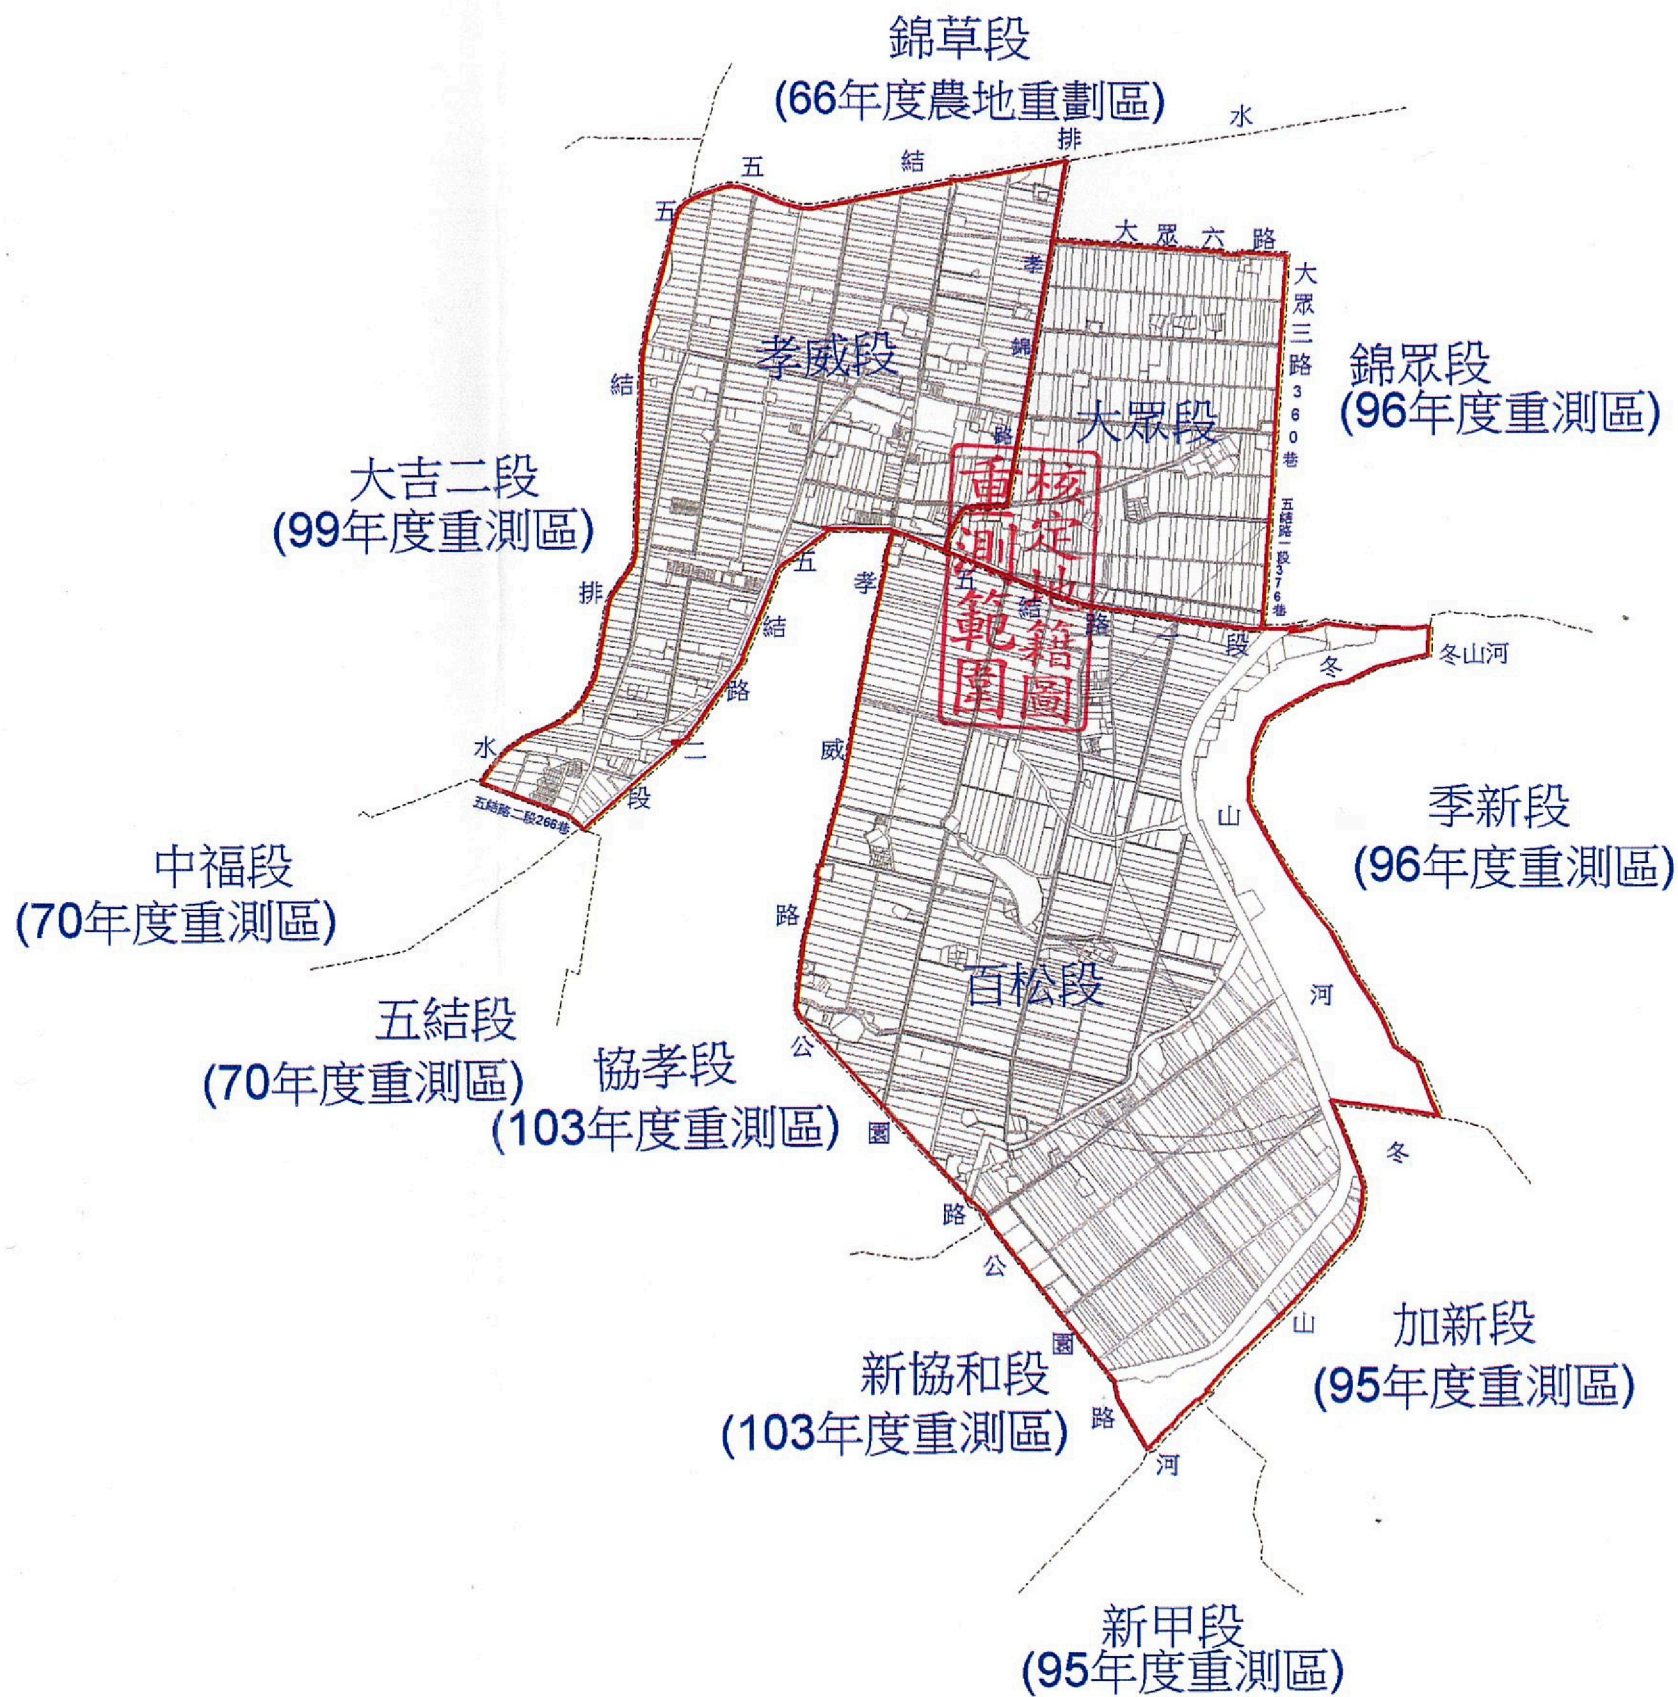 錦草段
(66年度農地重劃區)
五五結排水
大眾六路
大眾三路360巷
五結路一段376巷
孝錦路
孝威段
大眾段
錦眾段
(96年度重測區)
大吉二段
(99年度重測區)
結排水
核定地籍圖
重測範圍
五結路二段
五結路一段
孝威路
冬山河
冬山河
五結路二段266巷
季新段
(96年度重測區)
中福段
(70年度重測區)
百松段
五結段
(70年度重測區)
協孝段
(103年度重測區)
公園路
公園路
冬山河
加新段
(95年度重測區)
新協和段
(103年度重測區)
新甲段
(95年度重測區)